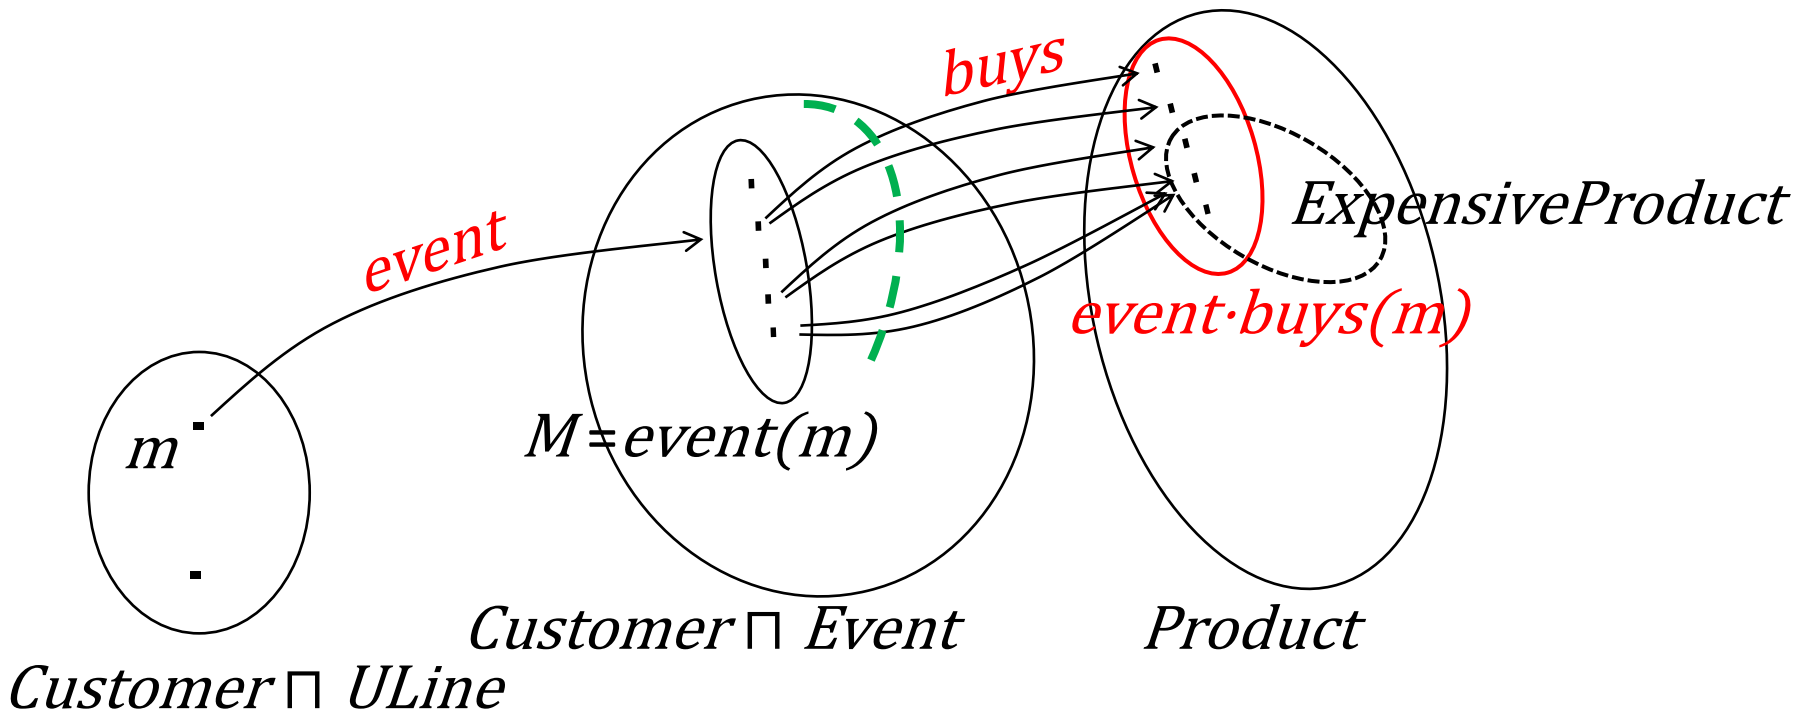 buys
event
ExpensiveProduct
event·buys(m)
m
M=event(m)
Customer ⊓ Event
Product
Customer ⊓ ULine